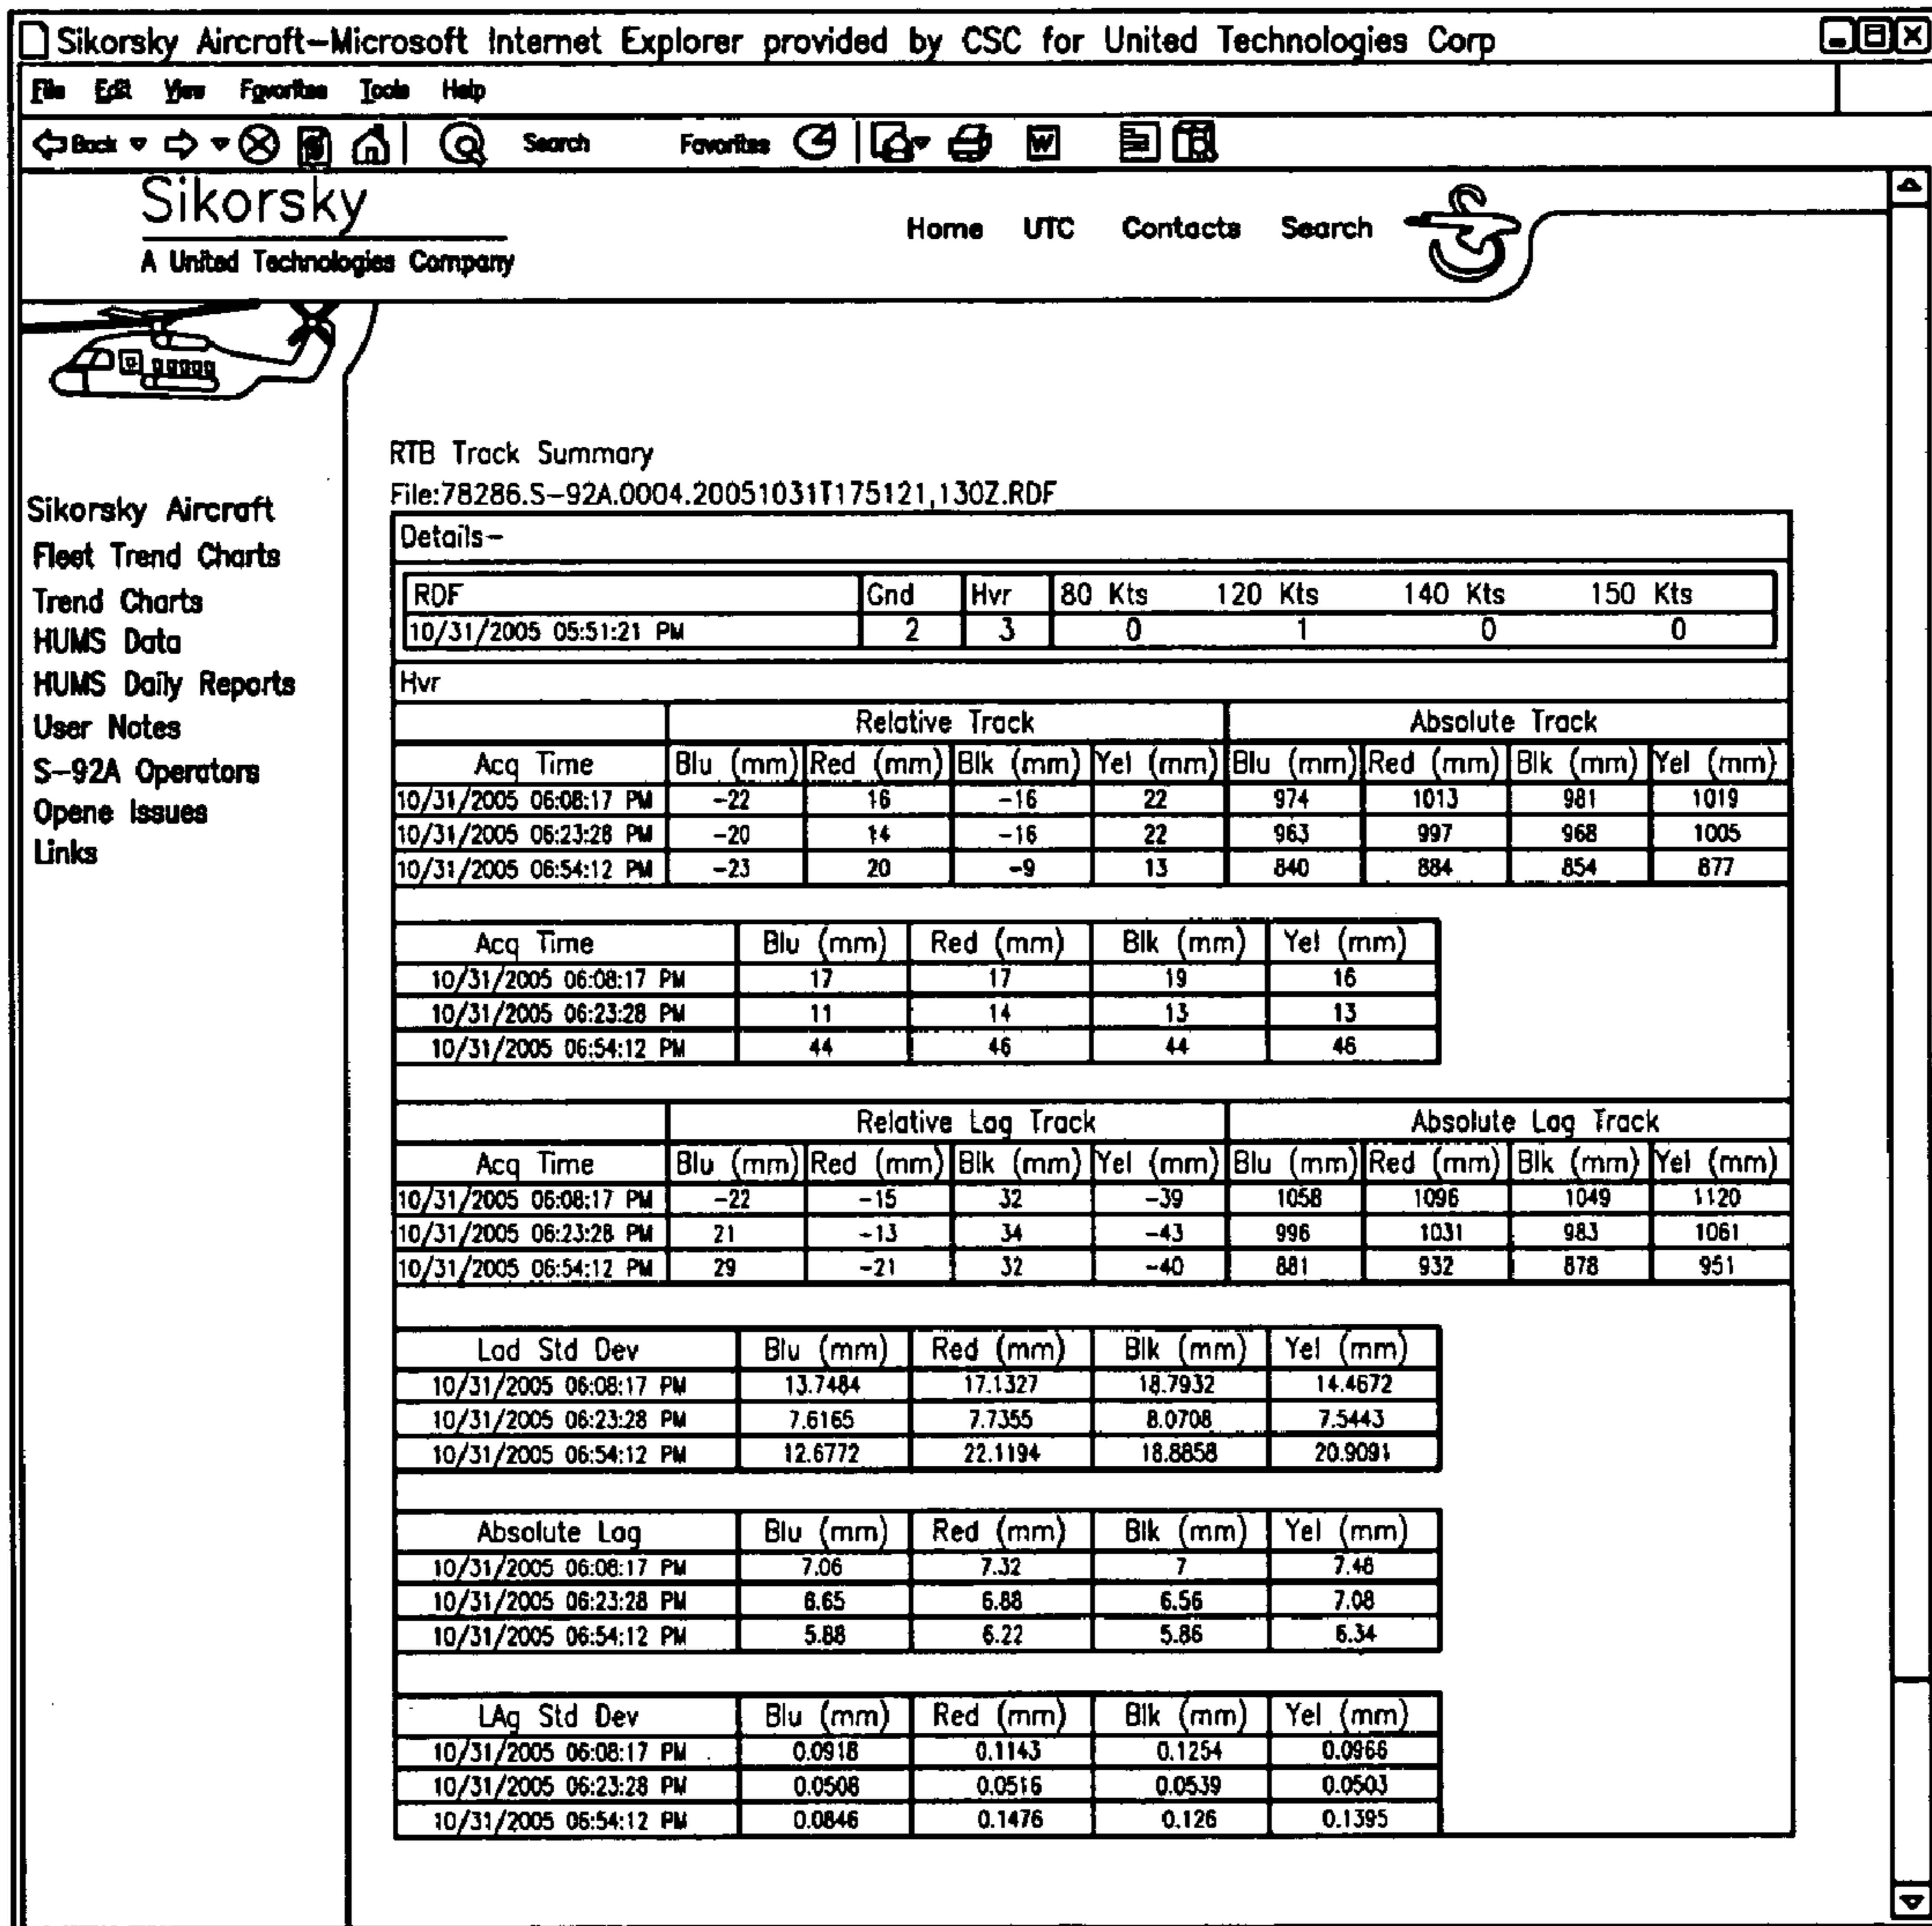 Sikorsky Aircraft-Microsoft Internet Explorer provided by CSC for United Technologies Corp
File Edit View Favorites Tools Help
Back Search Favorites W
Sikorsky
A United Technologies Company
Home UTC Contacts Search
Sikorsky Aircraft
Fleet Trend Charts
Trend Charts
HUMS Data
HUMS Daily Reports
User Notes
S-92A Operators
Opene Issues
Links
RTB Track Summary
File:78286.S-92A.0004.20051031T175121,130Z.RDF
Details-
RDF Gnd Hvr 80 Kts 120 Kts 140 Kts 150 Kts
10/31/2005 05:51:21 PM 2 3 0 1 0 0
Hvr
Relative Track Absolute Track
Acq Time Blu (mm) Red (mm) Blk (mm) Yel (mm) Blu (mm) Red (mm) Blk (mm) Yel (mm)
10/31/2005 06:08:17 PM -22 16 -16 22 974 1013 981 1019
10/31/2005 06:23:28 PM -20 14 -16 22 963 997 968 1005
10/31/2005 06:54:12 PM -23 20 -9 13 840 884 854 877
Acq Time Blu (mm) Red (mm) Blk (mm) Yel (mm)
10/31/2005 06:08:17 PM 17 17 19 16
10/31/2005 06:23:28 PM 11 14 13 13
10/31/2005 06:54:12 PM 44 46 44 46
Relative Lag Track Absolute Lag Track
Acq Time Blu (mm) Red (mm) Blk (mm) Yel (mm) Blu (mm) Red (mm) Blk (mm) Yel (mm)
10/31/2005 06:08:17 PM -22 -15 32 -39 1058 1096 1049 1120
10/31/2005 06:23:28 PM 21 -13 34 -43 996 1031 983 1061
10/31/2005 06:54:12 PM 29 -21 32 -40 881 932 878 951
Lad Std Dev Blu (mm) Red (mm) Blk (mm) Yel (mm)
10/31/2005 06:08:17 PM 13.7484 17.1327 18.7932 14.4672
10/31/2005 06:23:28 PM 7.6165 7.7355 8.0708 7.5443
10/31/2005 06:54:12 PM 12.6772 22.1194 18.8858 20.9091
Absolute Lag Blu (mm) Red (mm) Blk (mm) Yel (mm)
10/31/2005 06:08:17 PM 7.06 7.32 7 7.48
10/31/2005 06:23:28 PM 6.65 6.88 6.56 7.08
10/31/2005 06:54:12 PM 5.88 6.22 5.86 6.34
LAg Std Dev Blu (mm) Red (mm) Blk (mm) Yel (mm)
10/31/2005 06:08:17 PM 0.0918 0.1143 0.1254 0.0966
10/31/2005 06:23:28 PM 0.0508 0.0516 0.0539 0.0503
10/31/2005 06:54:12 PM 0.0846 0.1476 0.126 0.1395